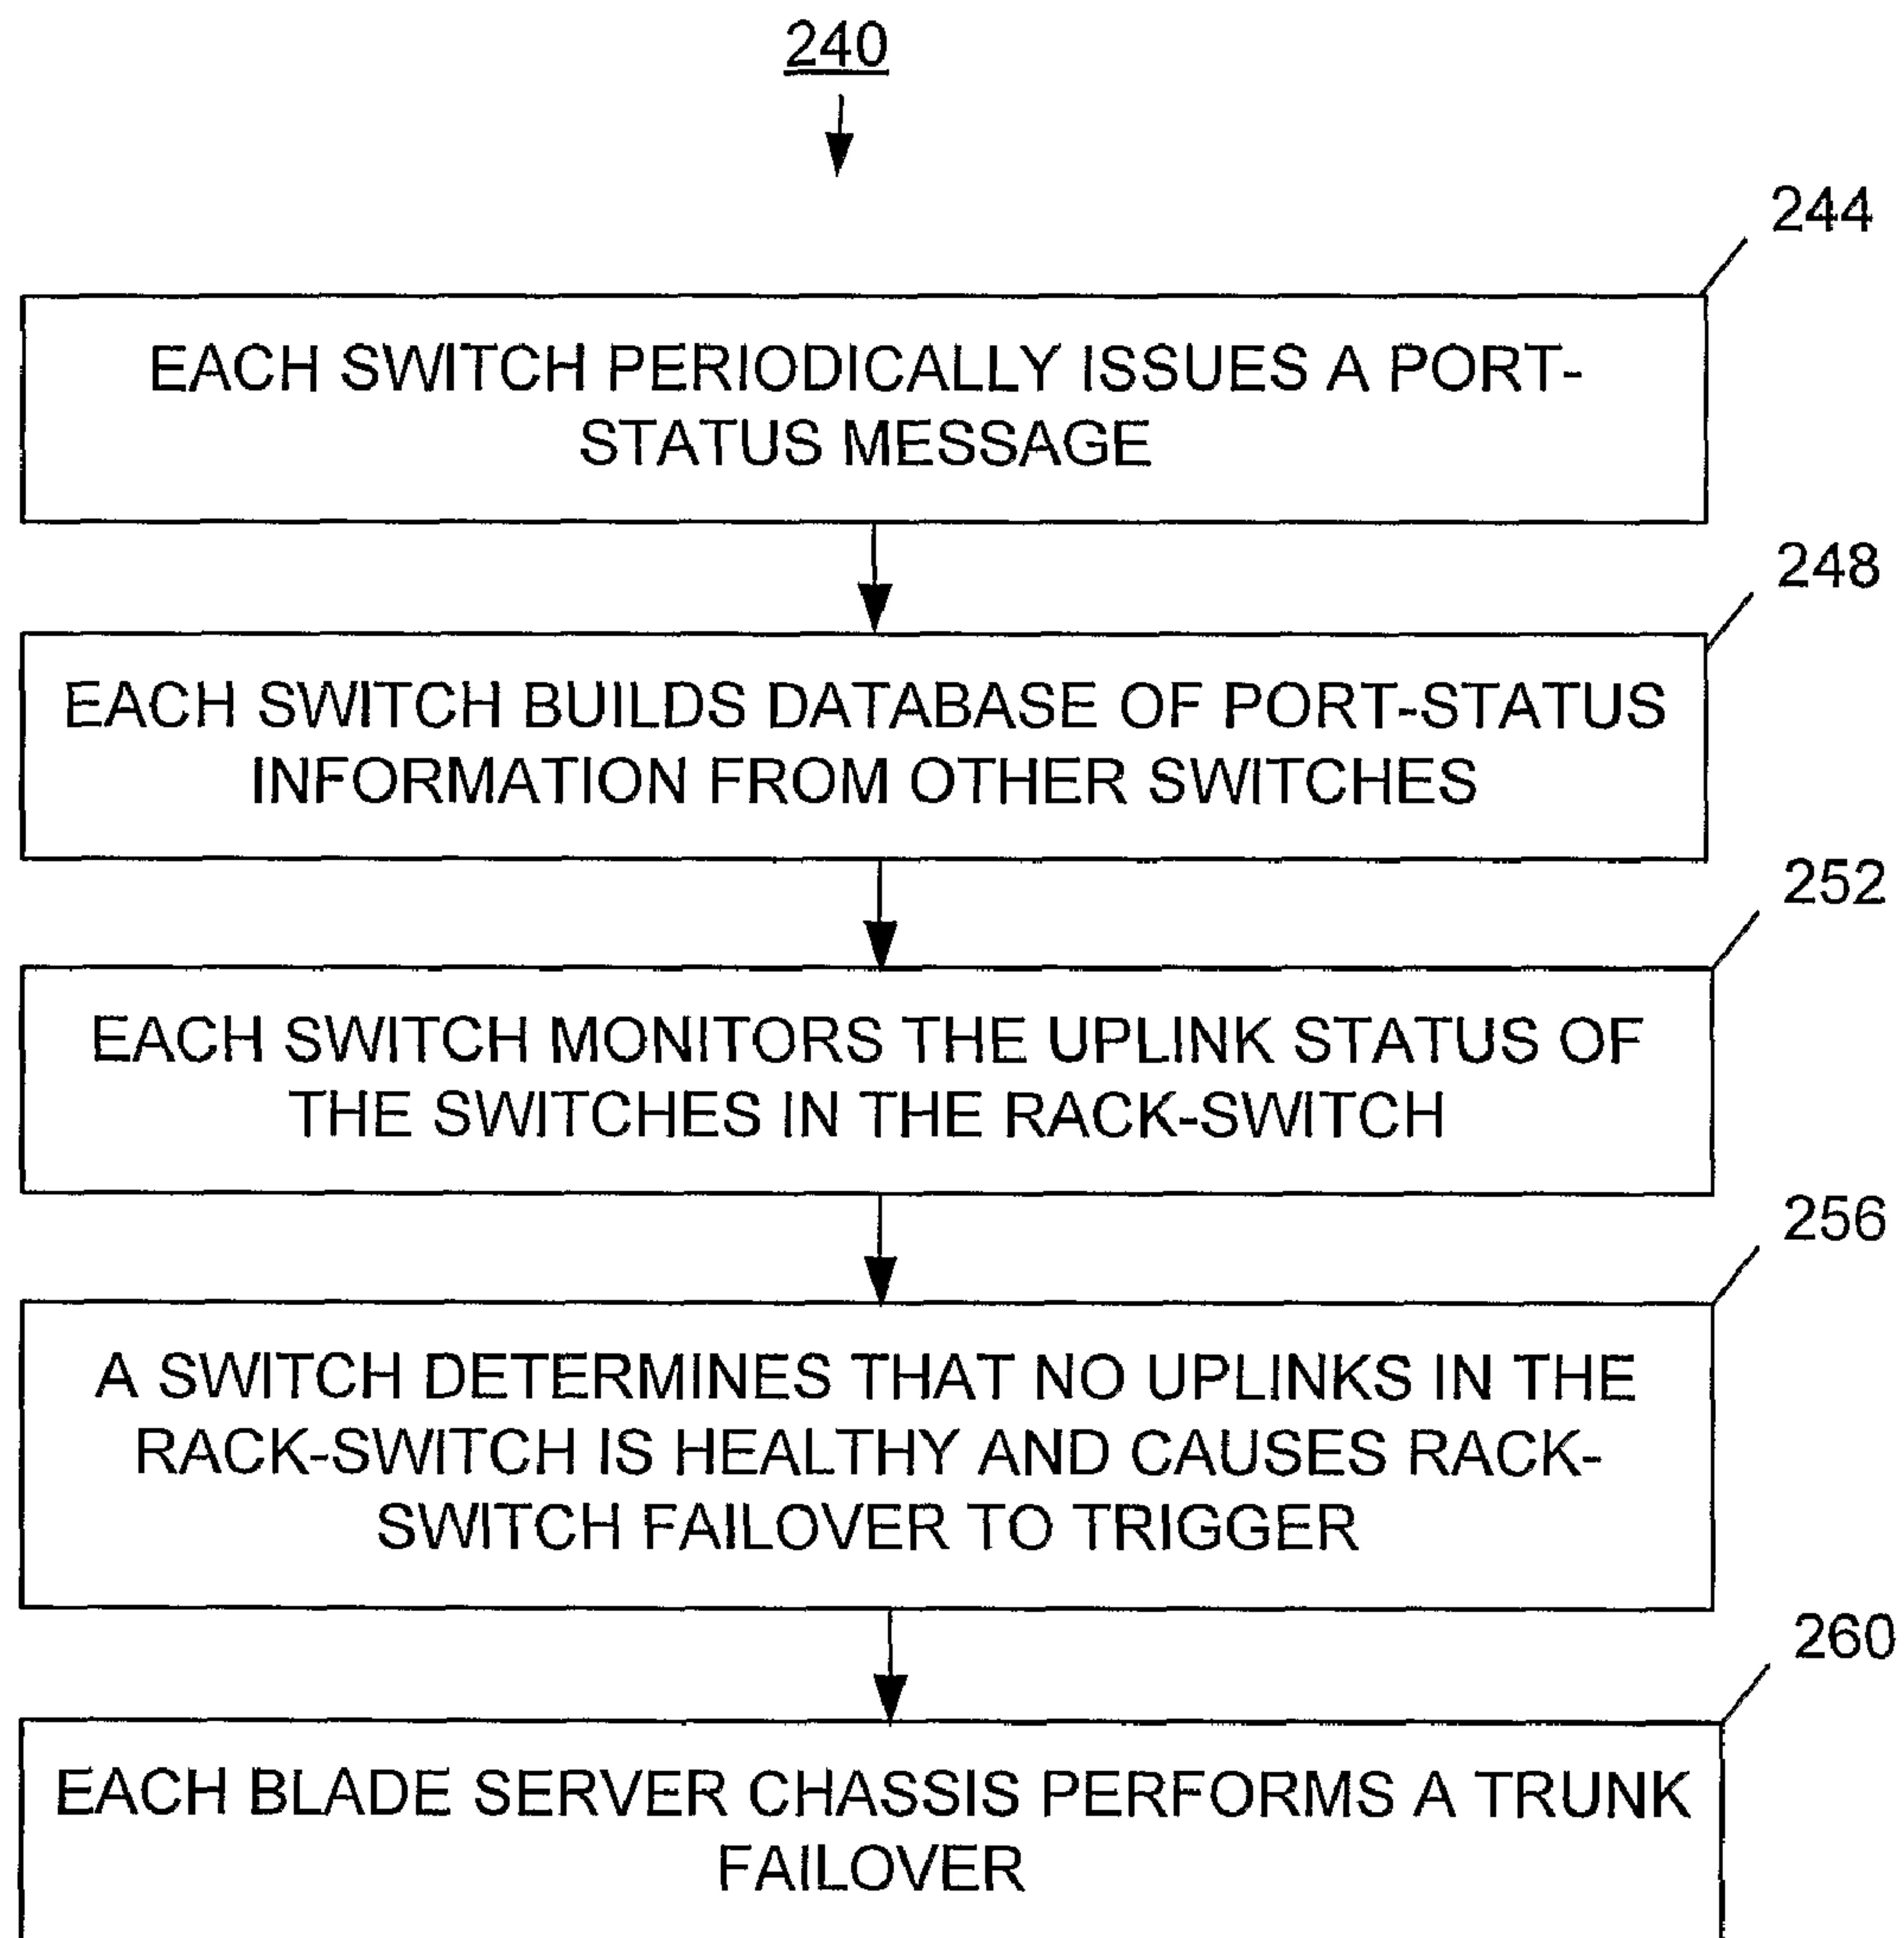 240
244
EACH SWITCH PERIODICALLY ISSUES A PORT-
STATUS MESSAGE
248
EACH SWITCH BUILDS DATABASE OF PORT-STATUS
INFORMATION FROM OTHER SWITCHES
252
EACH SWITCH MONITORS THE UPLINK STATUS OF
THE SWITCHES IN THE RACK-SWITCH
256
A SWITCH DETERMINES THAT NO UPLINKS IN THE
RACK-SWITCH IS HEALTHY AND CAUSES RACK-
SWITCH FAILOVER TO TRIGGER
260
EACH BLADE SERVER CHASSIS PERFORMS A TRUNK
FAILOVER